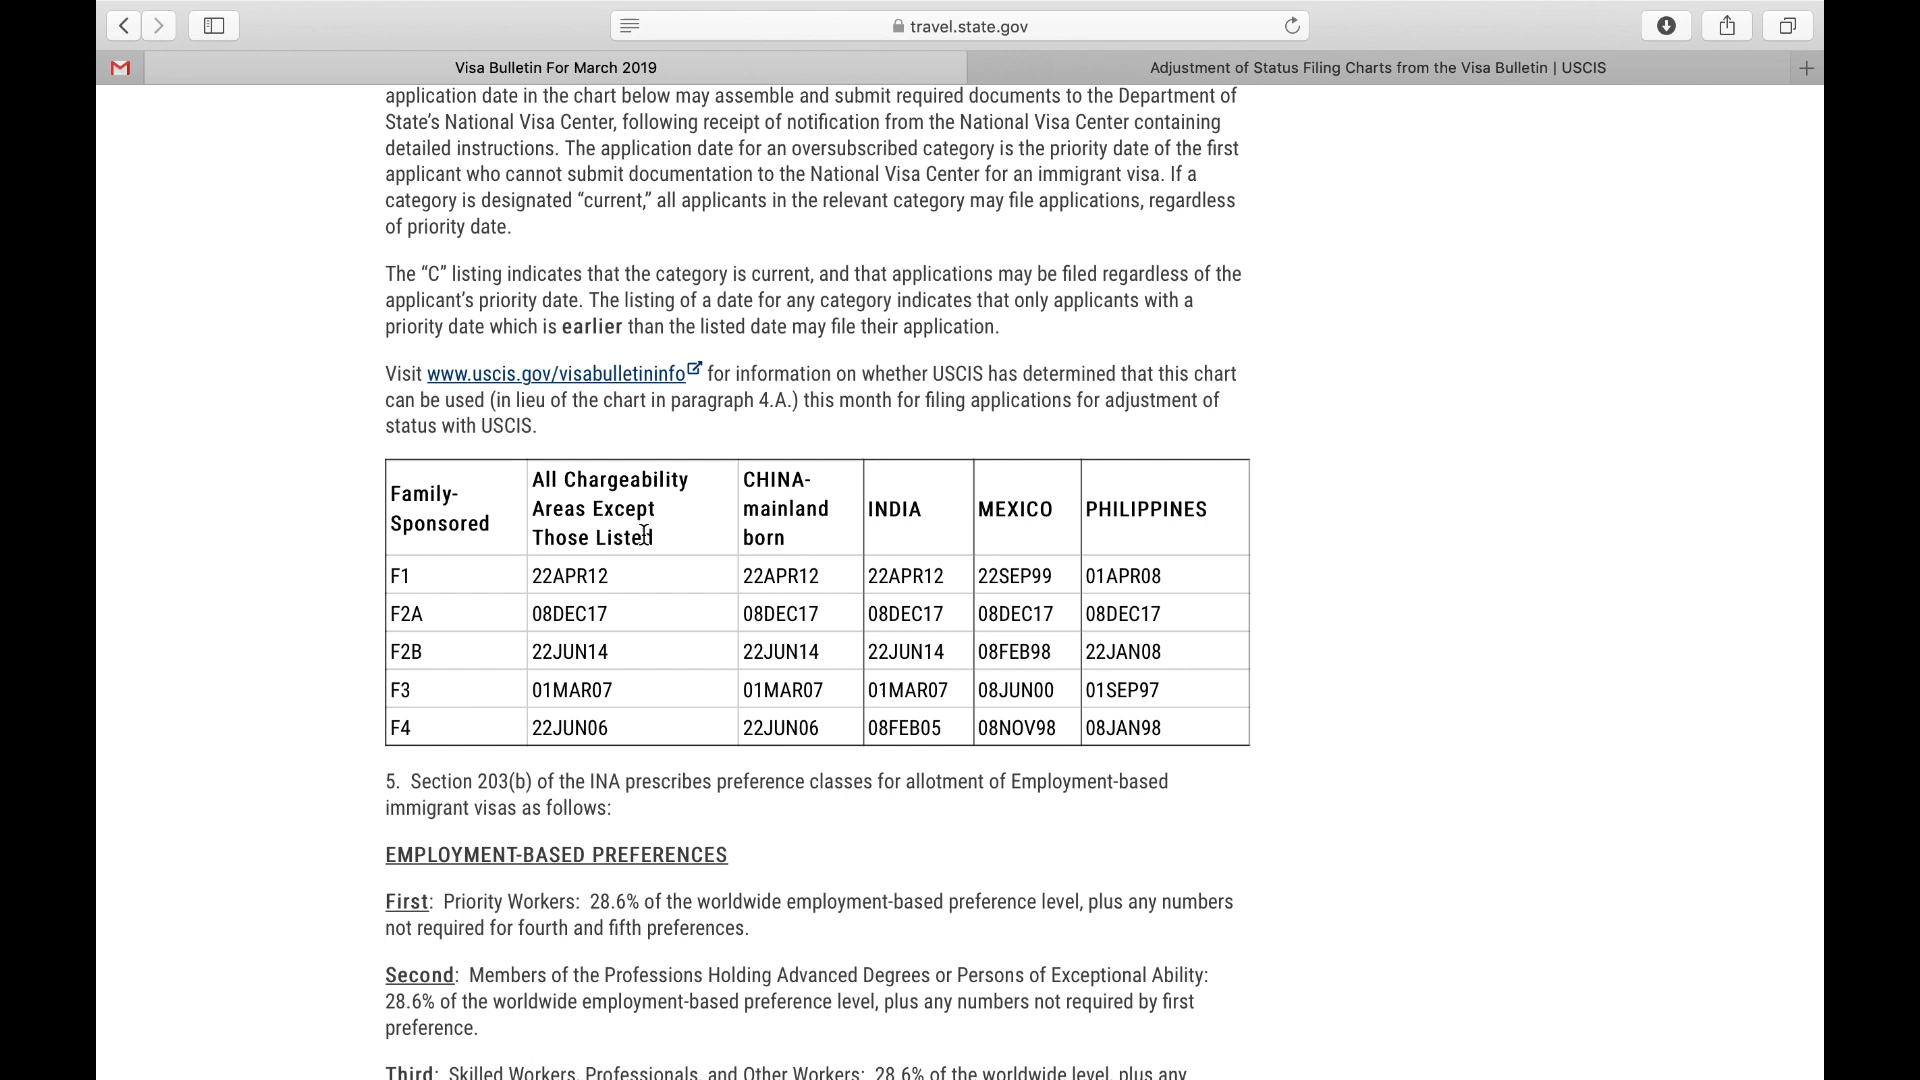 travel.state.gov
Visa Bulletin For March 2019
Adjustment of Status Filing Charts from the Visa Bulletin | USCIS
application date in the chart below may assemble and submit required documents to the Department of
State’s National Visa Center, following receipt of notification from the National Visa Center containing
detailed instructions. The application date for an oversubscribed category is the priority date of the first
applicant who cannot submit documentation to the National Visa Center for an immigrant visa. If a
category is designated “current,” all applicants in the relevant category may file applications, regardless
of priority date.
The “C” listing indicates that the category is current, and that applications may be filed regardless of the
applicant’s priority date. The listing of a date for any category indicates that only applicants with a
priority date which is earlier than the listed date may file their application.
Visit www.uscis.gov/visabulletininfo for information on whether USCIS has determined that this chart
can be used (in lieu of the chart in paragraph 4.A.) this month for filing applications for adjustment of
status with USCIS.
Family-
Sponsored
All Chargeability
Areas Except
Those Listed
CHINA-
mainland
born
INDIA
MEXICO
PHILIPPINES
F1 22APR12 22APR12 22APR12 22SEP99 01APR08
F2A 08DEC17 08DEC17 08DEC17 08DEC17 08DEC17
F2B 22JUN14 22JUN14 22JUN14 08FEB98 22JAN08
F3 01MAR07 01MAR07 01MAR07 08JUN00 01SEP97
F4 22JUN06 22JUN06 08FEB05 08NOV98 08JAN98
5. Section 203(b) of the INA prescribes preference classes for allotment of Employment-based
immigrant visas as follows:
EMPLOYMENT-BASED PREFERENCES
First: Priority Workers: 28.6% of the worldwide employment-based preference level, plus any numbers
not required for fourth and fifth preferences.
Second: Members of the Professions Holding Advanced Degrees or Persons of Exceptional Ability:
28.6% of the worldwide employment-based preference level, plus any numbers not required by first
preference.
Third: Skilled Workers, Professionals, and Other Workers: 28.6% of the worldwide level, plus any